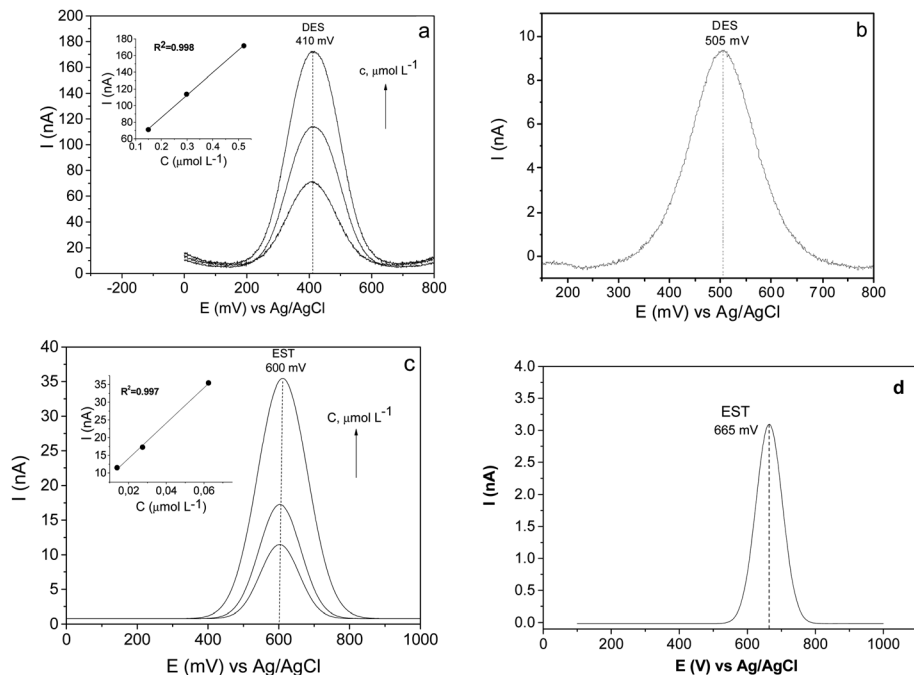 a
DES
410 mV
c, μmol L-1
R2=0.998
I (nA)
180
160
140
120
100
80
60
0.1 0.2 0.3 0.4 0.5
C (μmol L-1)
I (nA)
180
160
140
120
100
80
60
40
20
0
-200 0 200 400 600 800
E (mV) vs Ag/AgCl
b
DES
505 mV
I (nA)
10
8
6
4
2
0
200 300 400 500 600 700 800
E (mV) vs Ag/AgCl
c
EST
600 mV
C, μmol L-1
R2=0.997
I (nA)
35
30
25
20
15
10
0,02 0,04 0,06
C (μmol L-1)
I (nA)
40
35
30
25
20
15
10
5
0
0 200 400 600 800 1000
E (mV) vs Ag/AgCl
d
EST
665 mV
I (nA)
4.0
3.5
3.0
2.5
2.0
1.5
1.0
0.5
0.0
0 200 400 600 800 1000
E (V) vs Ag/AgCl